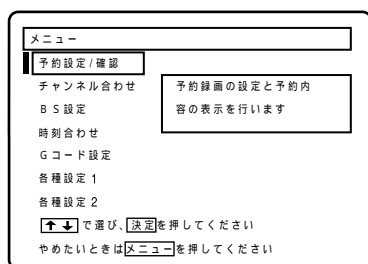 メニュー
予約設定/確認
チャンネル合わせ
予約録画の設定と予約内
BS設定
容の表示を行います
時刻合わせ
Gコード設定
各種設定1
各種設定2
↑↓で選び、決定を押してください
やめたいときはメニューを押してください